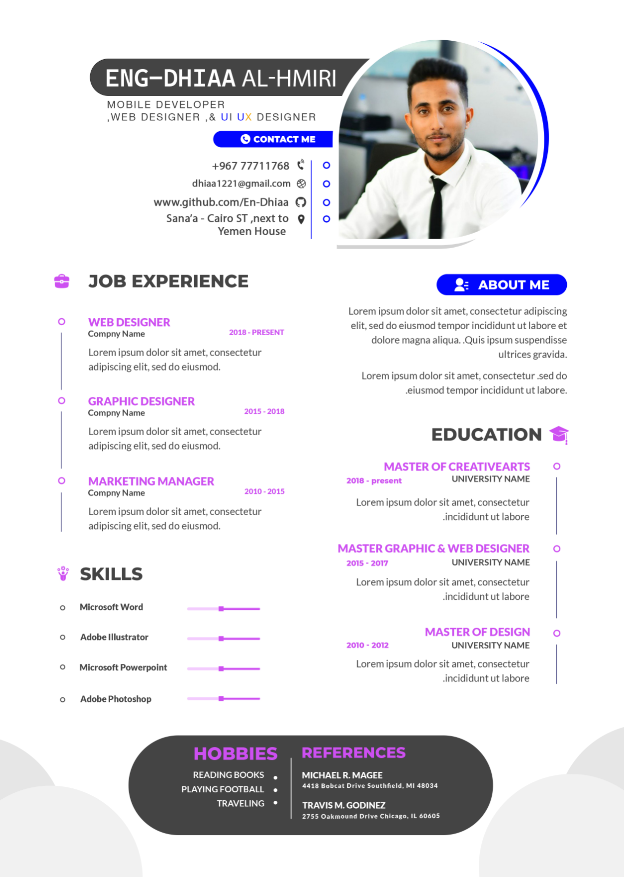 ENG-DHIAA AL-HMIRI
MOBILE DEVELOPER
,WEB DESIGNER ,& UI UX DESIGNER
CONTACT ME
+967 77711768
dhiaa1221@gmail.com
www.github.com/En-Dhiaa
Sana'a - Cairo ST ,next to
Yemen House
JOB EXPERIENCE
WEB DESIGNER
Compny Name
2018 - PRESENT
Lorem ipsum dolor sit amet, consectetur
adipiscing elit, sed do eiusmod.
GRAPHIC DESIGNER
Compny Name
2015 - 2018
Lorem ipsum dolor sit amet, consectetur
adipiscing elit, sed do eiusmod.
MARKETING MANAGER
Compny Name
2010 - 2015
Lorem ipsum dolor sit amet, consectetur
adipiscing elit, sed do eiusmod.
SKILLS
Microsoft Word
Adobe Illustrator
Microsoft Powerpoint
Adobe Photoshop
ABOUT ME
Lorem ipsum dolor sit amet, consectetur adipiscing
elit, sed do eiusmod tempor incididunt ut labore et
dolore magna aliqua. .Quis ipsum suspendisse
ultrices gravida.
Lorem ipsum dolor sit amet, consectetur .sed do
.eiusmod tempor incididunt ut labore.
EDUCATION
MASTER OF CREATIVEARTS
2018 - present
UNIVERSITY NAME
Lorem ipsum dolor sit amet, consectetur
.incididunt ut labore
MASTER GRAPHIC & WEB DESIGNER
2015 - 2017
UNIVERSITY NAME
Lorem ipsum dolor sit amet, consectetur
.incididunt ut labore
MASTER OF DESIGN
2010 - 2012
UNIVERSITY NAME
Lorem ipsum dolor sit amet, consectetur
.incididunt ut labore
HOBBIES
READING BOOKS
PLAYING FOOTBALL
TRAVELING
REFERENCES
MICHAEL R. MAGEE
4418 Bobcat Drive Southfield, MI 48034
TRAVIS M. GODINEZ
2755 Oakmound Drive Chicago, IL 60605